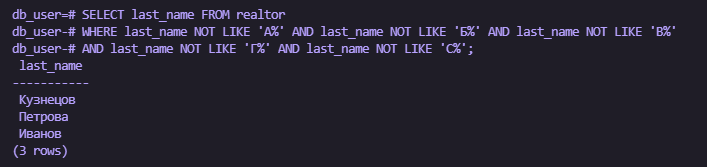 db_user=# SELECT last_name FROM realtor
db_user-# WHERE last_name NOT LIKE 'А%' AND last_name NOT LIKE 'Б%' AND last_name NOT LIKE 'В%'
db_user-# AND last_name NOT LIKE 'Г%' AND last_name NOT LIKE 'С%';
last_name
-----------
Кузнецов
Петрова
Иванов
(3 rows)